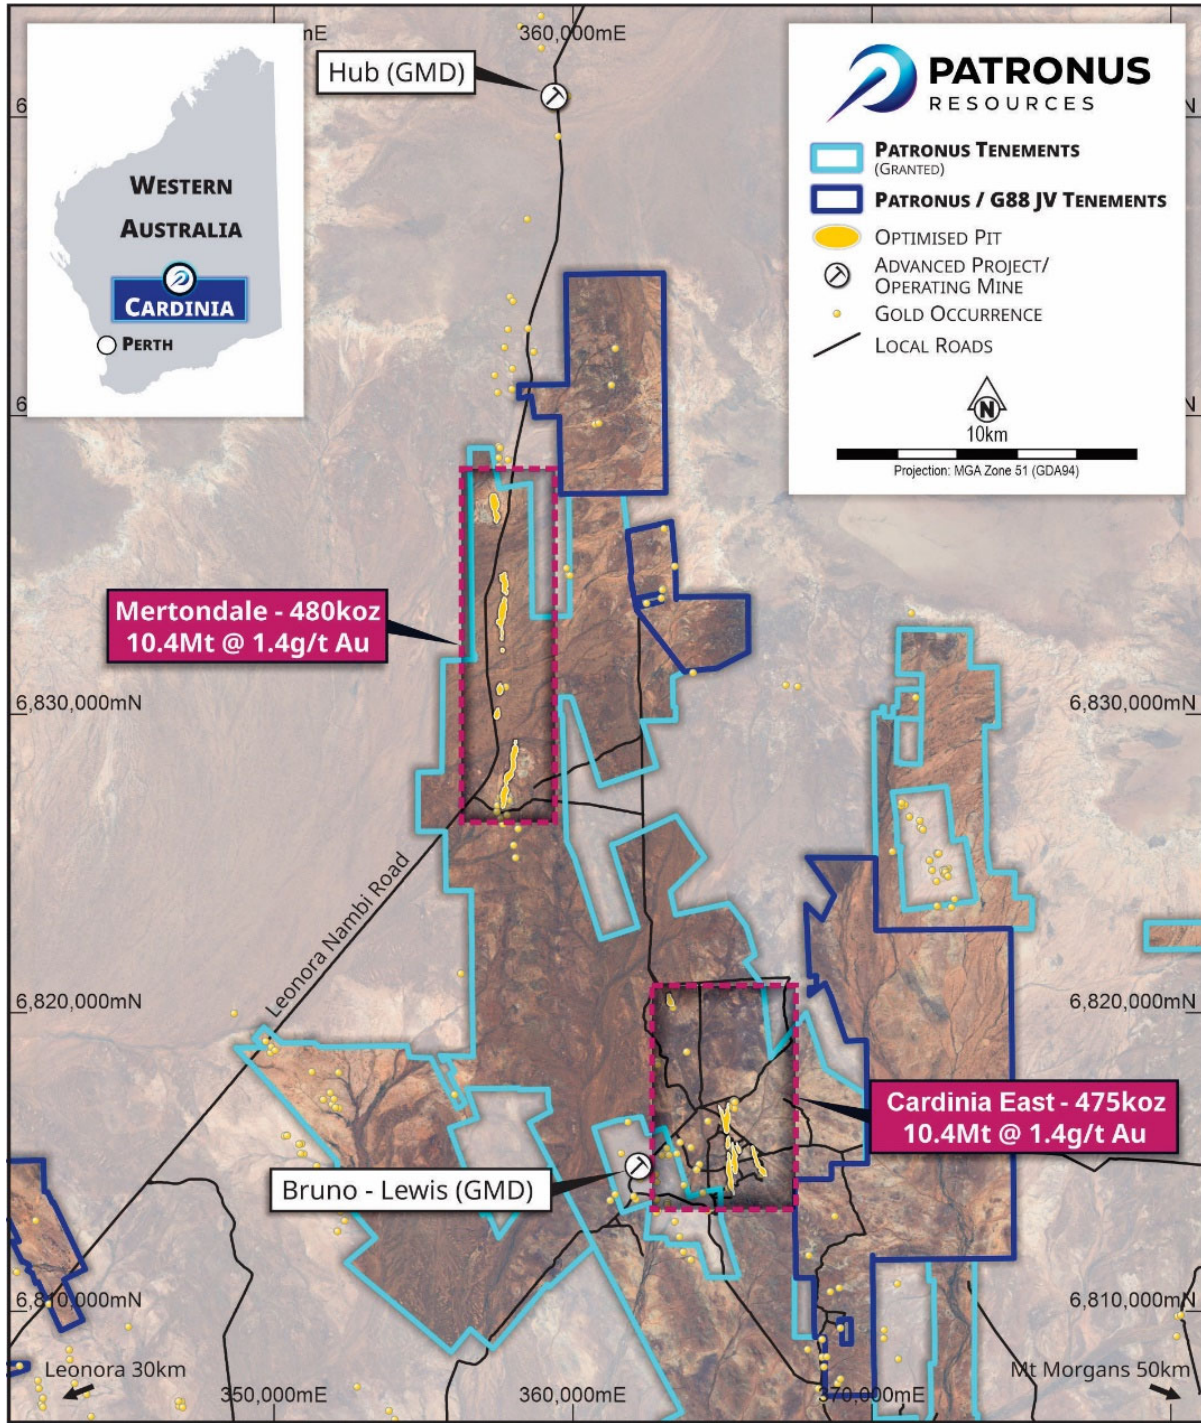 mE
360,000mE
Hub (GMD)
WESTERN
AUSTRALIA
CARDINIA
PERTH
PATRONUS
RESOURCES
PATRONUS TENEMENTS
(GRANTED)
PATRONUS / G88 JV TENEMENTS
OPTIMISED PIT
ADVANCED PROJECT/
OPERATING MINE
GOLD OCCURRENCE
LOCAL ROADS
N
10km
Projection: MGA Zone 51 (GDA94)
6
6
Mertondale - 480koz
10.4Mt @ 1.4g/t Au
6,830,000mN
6,830,000mN
Leonora Nambi Road
6,820,000mN
6,820,000mN
Cardinia East - 475koz
10.4Mt @ 1.4g/t Au
Bruno - Lewis (GMD)
6,810,000mN
6,810,000mN
Leonora 30km
Mt Morgans 50km
350,000mE
360,000mE
370,000mE